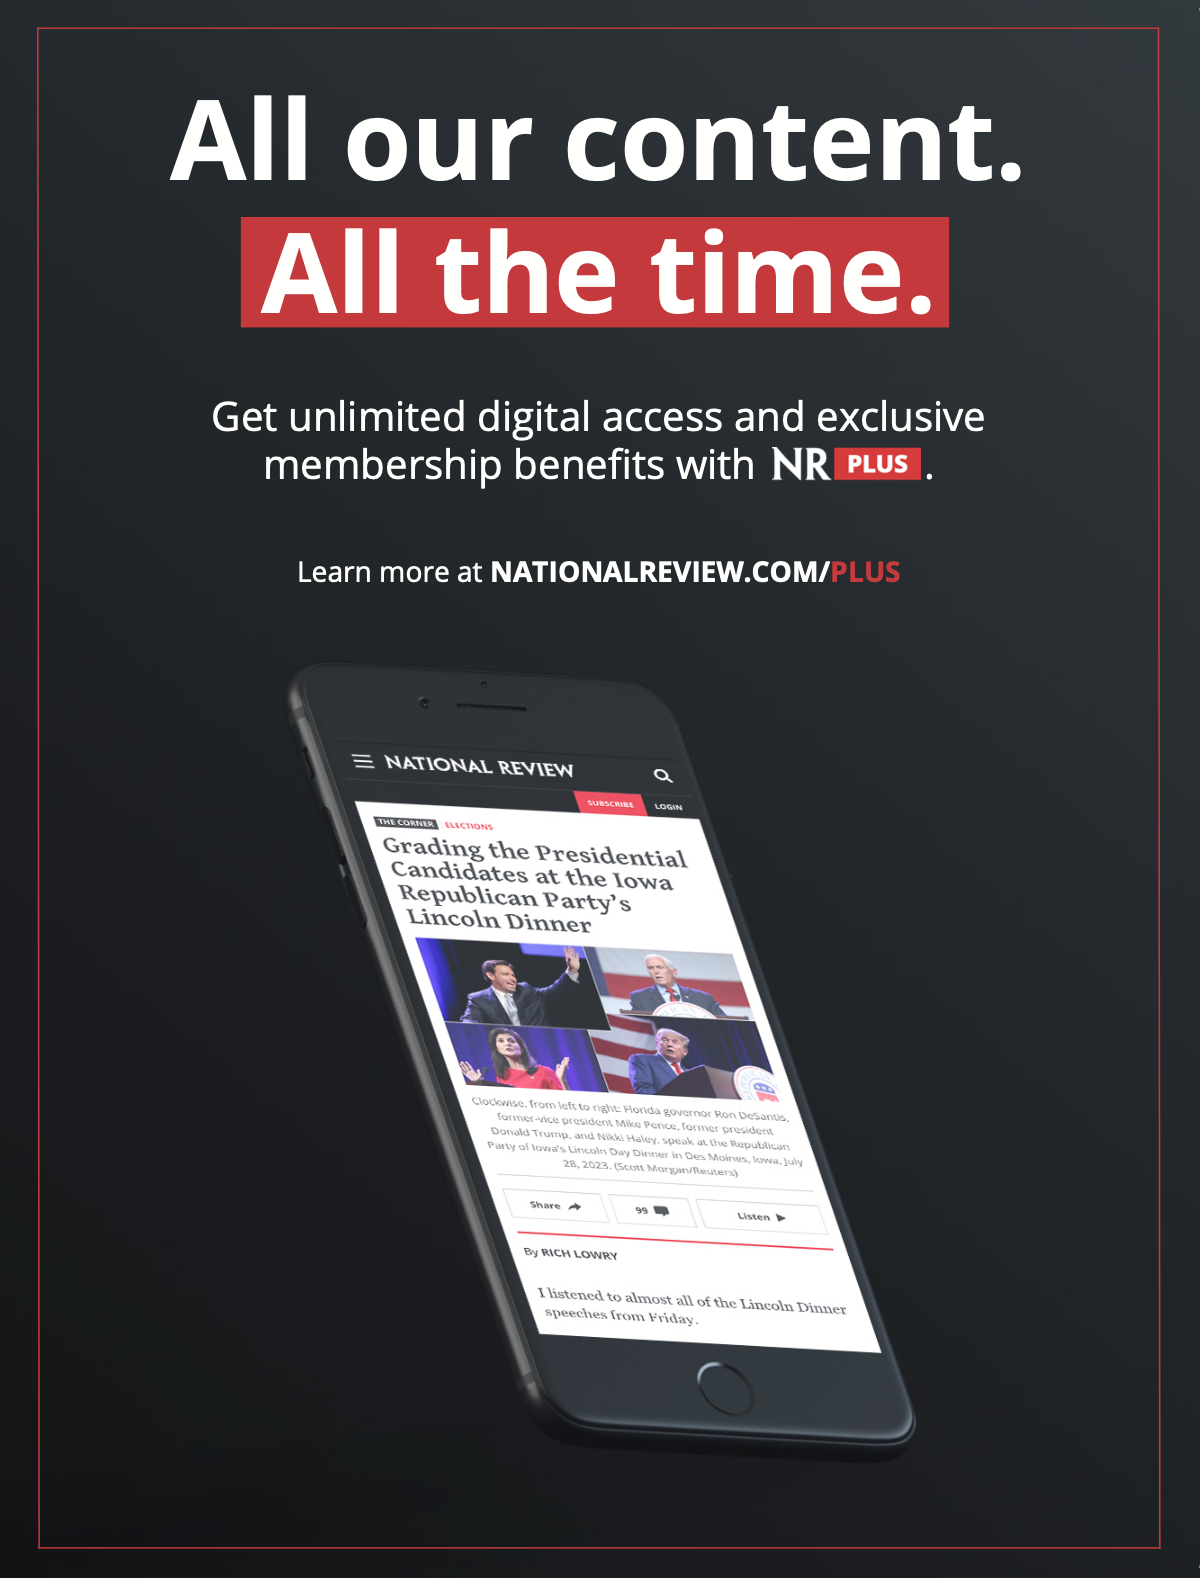 All our content.
All the time.
Get unlimited digital access and exclusive
membership benefits with NR PLUS.
Learn more at NATIONALREVIEW.COM/PLUS
NATIONAL REVIEW
SUBSCRIBE LOGIN
THE CORNER ELECTIONS
Grading the Presidential
Candidates at the Iowa
Republican Party's
Lincoln Dinner
Clockwise, from left to right: Florida governor Ron DeSantis,
former-vice president Mike Pence, former president
Donald Trump, and Nikki Haley, speak at the Republican
Party of Iowa's Lincoln Day Dinner in Des Moines, Iowa, July
28, 2023. (Scott Morgan/Reuters)
Share 99 Listen
By RICH LOWRY
I listened to almost all of the Lincoln Dinner
speeches from Friday.